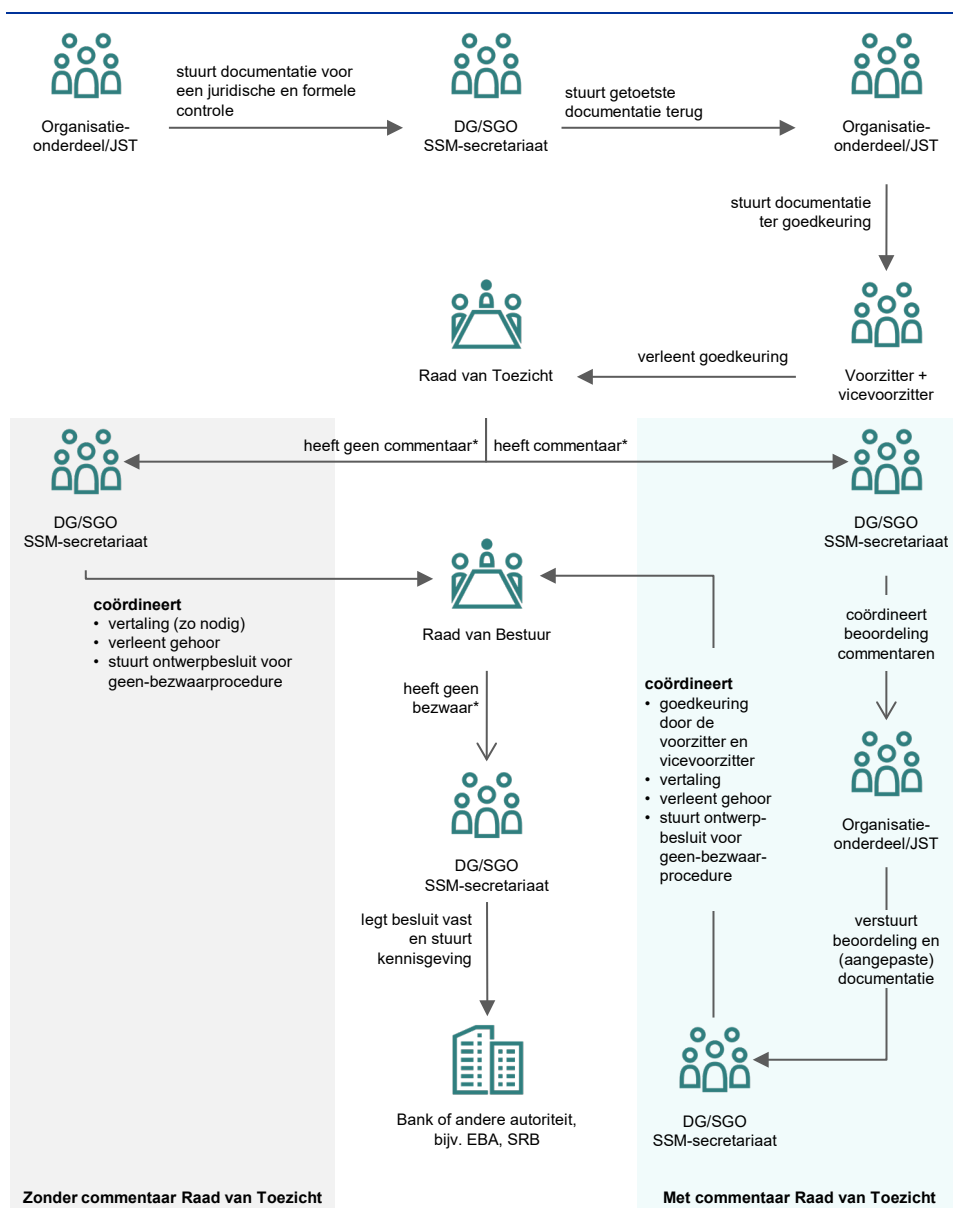 stuurt documentatie voor
een juridische en formele
controle
stuurt getoetste
documentatie terug
Organisatie-
onderdeel/JST
DG/SGO
SSM-secretariaat
Organisatie-
onderdeel/JST
stuurt documentatie
ter goedkeuring
verleent goedkeuring
Raad van Toezicht
Voorzitter +
vicevoorzitter
heeft geen commentaar*
heeft commentaar*
DG/SGO
SSM-secretariaat
DG/SGO
SSM-secretariaat
coördineert
• vertaling (zo nodig)
• verleent gehoor
• stuurt ontwerpbesluit voor
geen-bezwaarprocedure
Raad van Bestuur
coördineert
beoordeling
commentaren
heeft geen
bezwaar*
coördineert
• goedkeuring
door de
voorzitter en
vicevoorzitter
• vertaling
• verleent gehoor
• stuurt ontwerp-
besluit voor
geen-bezwaar-
procedure
Organisatie-
onderdeel/JST
DG/SGO
SSM-secretariaat
legt besluit vast
en stuurt
kennisgeving
verstuurt
beoordeling en
(aangepaste)
documentatie
Bank of andere autoriteit,
bijv. EBA, SRB
DG/SGO
SSM-secretariaat
Zonder commentaar Raad van Toezicht
Met commentaar Raad van Toezicht